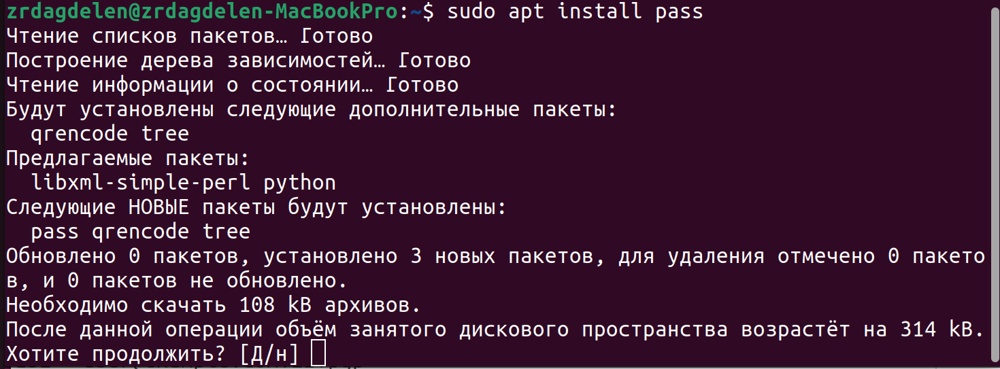 zrdagdelen@zrdagdelen-MacBookPro:~$ sudo apt install pass
Чтение списков пакетов… Готово
Построение дерева зависимостей… Готово
Чтение информации о состоянии… Готово
Будут установлены следующие дополнительные пакеты:
  qrencode tree
Предлагаемые пакеты:
  libxml-simple-perl python
Следующие НОВЫЕ пакеты будут установлены:
  pass qrencode tree
Обновлено 0 пакетов, установлено 3 новых пакетов, для удаления отмечено 0 пакето
в, и 0 пакетов не обновлено.
Необходимо скачать 108 kB архивов.
После данной операции объём занятого дискового пространства возрастёт на 314 kB.
Хотите продолжить? [Д/н]